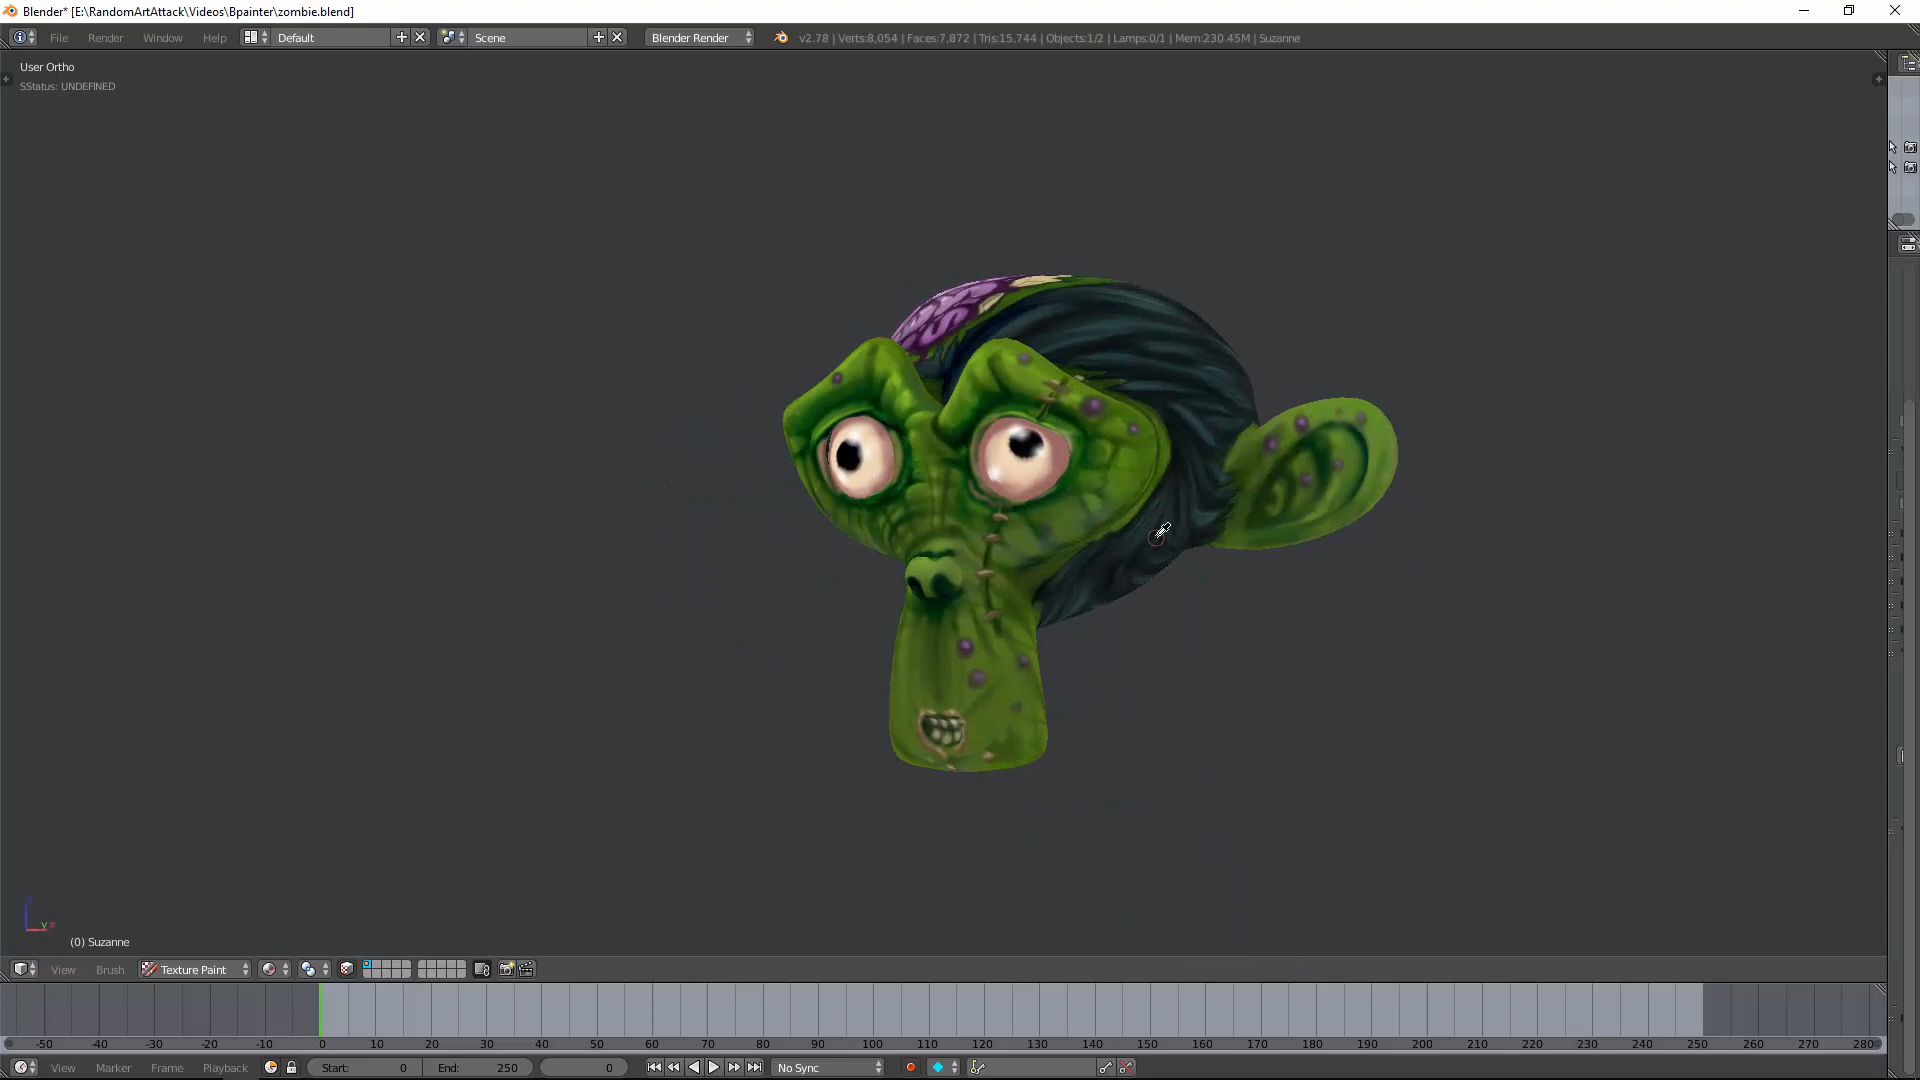 Blender* [E:\RandomArtAttack\Videos\Bpainter\zombie.blend]
File Render Window Help Default Scene Blender Render v2.78 | Verts:8,054 | Faces:7,872 | Tris:15,744 | Objects:1/2 | Lamps:0/1 | Mem:230.45M | Suzanne
User Ortho
SStatus: UNDEFINED
z
y x
(0) Suzanne
View Brush Texture Paint
-50 -40 -30 -20 -10 0 10 20 30 40 50 60 70 80 90 100 110 120 130 140 150 160 170 180 190 200 210 220 230 240 250 260 270 280
View Marker Frame Playback Start: 0 End: 250 0 No Sync